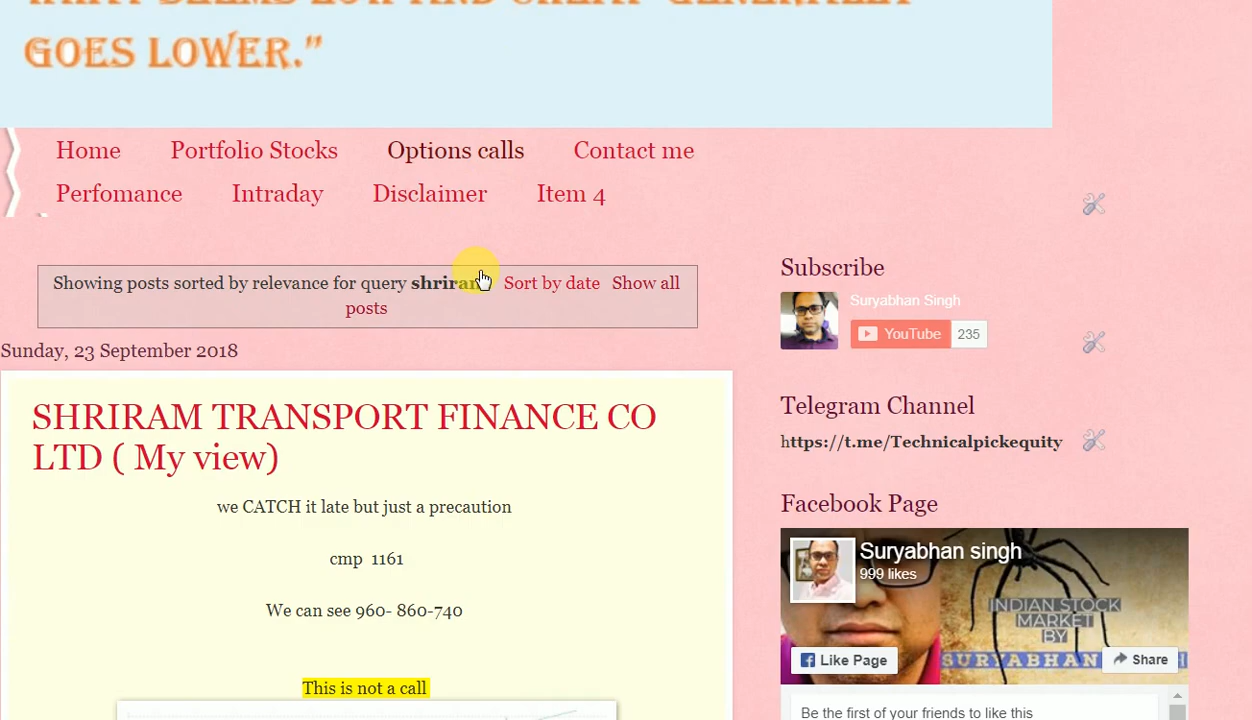 GOES LOWER."
Home Portfolio Stocks Options calls Contact me
Perfomance Intraday Disclaimer Item 4
Showing posts sorted by relevance for query shriram Sort by date Show all
posts
Sunday, 23 September 2018
SHRIRAM TRANSPORT FINANCE CO
LTD ( My view)
we CATCH it late but just a precaution
cmp 1161
We can see 960- 860-740
This is not a call
Subscribe
Suryabhan Singh
YouTube 235
Telegram Channel
https://t.me/Technicalpickequity
Facebook Page
Suryabhan singh
999 likes
INDIAN STOCK
MARKET
BY
SURYABHAN
Like Page
Share
Be the first of your friends to like this